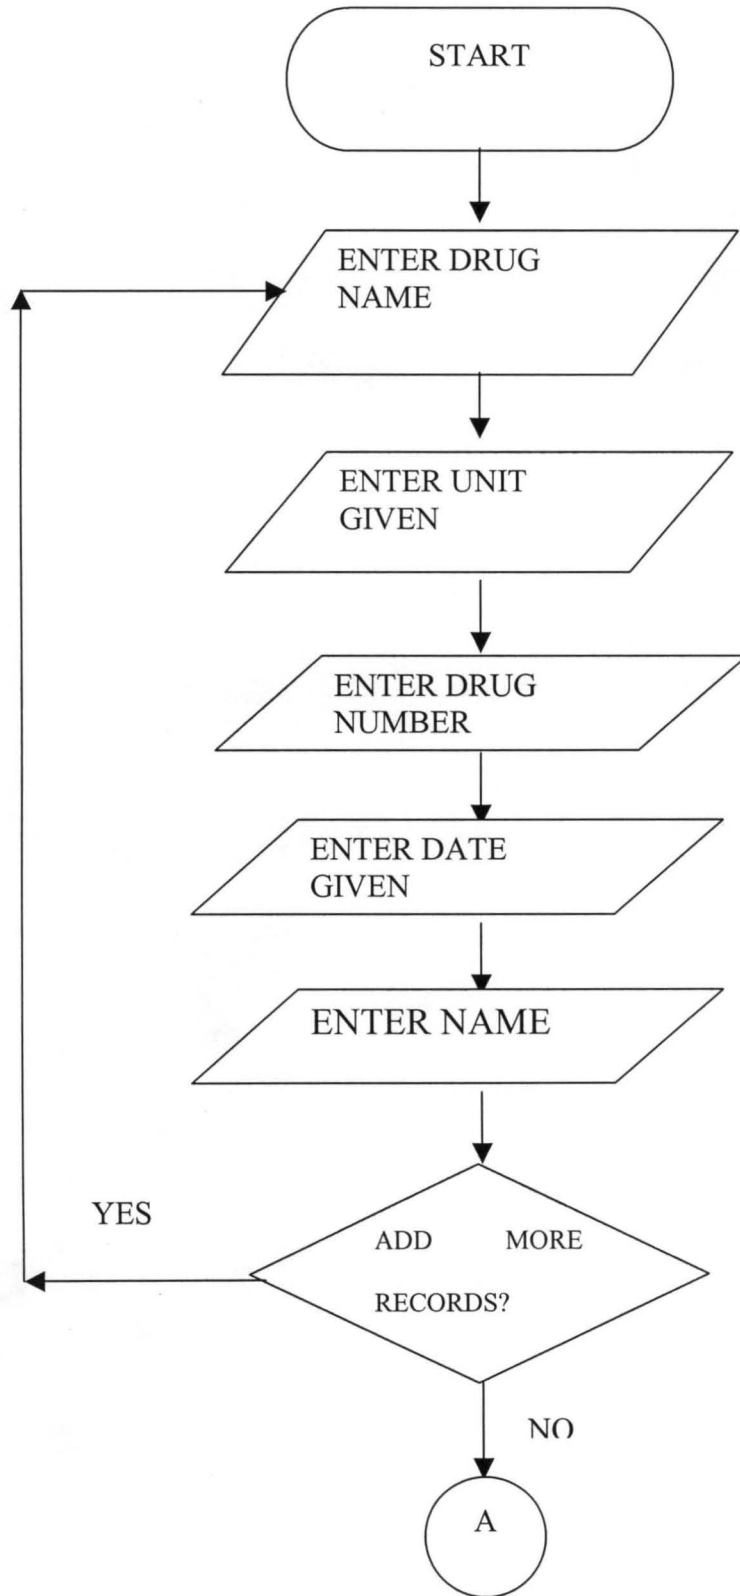 START
ENTER DRUG
NAME
ENTER UNIT
GIVEN
ENTER DRUG
NUMBER
ENTER DATE
GIVEN
ENTER NAME
YES
ADD MORE
RECORDS?
NO
A